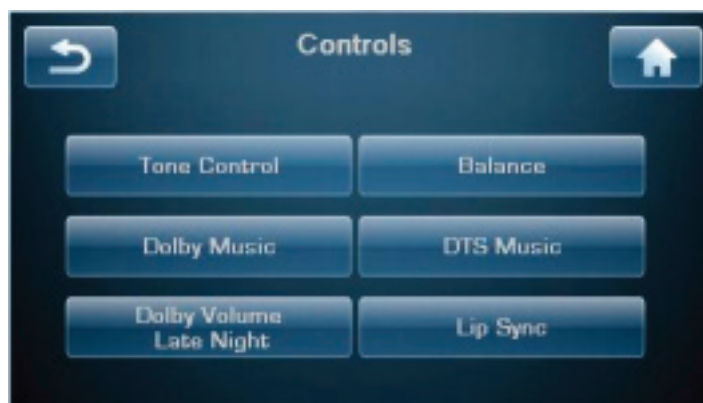 Controls
Tone Control
Balance
Dolby Music
DTS Music
Dolby Volume
Late Night
Lip Sync